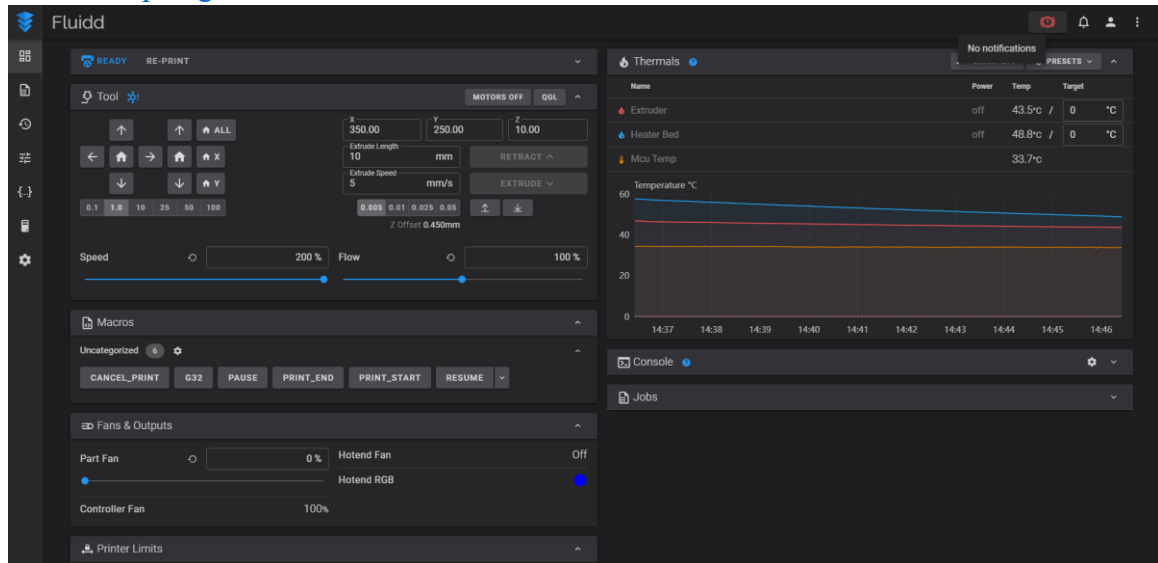 Fluidd
No notifications
READY RE-PRINT
Tool
MOTORS OFF QGL
X
350.00
Y
250.00
Z
10.00
ALL
Extrude Length
10 mm
RETRACT
X
Extrude Speed
5 mm/s
EXTRUDE
Y
0.1 1.0 10 25 50 100
0.005 0.01 0.025 0.05
Z Offset 0.450mm
Speed 200 %
Flow 100 %
Macros
Uncategorized 6
CANCEL_PRINT G32 PAUSE PRINT_END PRINT_START RESUME
Fans & Outputs
Part Fan 0 %
Hotend Fan Off
Hotend RGB
Controller Fan 100%
Printer Limits
Thermals
PRESETS
Name Power Temp Target
Extruder off 43.5°C / 0 °C
Heater Bed off 48.8°C / 0 °C
Mcu Temp 33.7°C
Temperature °C
60
40
20
0
14:37 14:38 14:39 14:40 14:41 14:42 14:43 14:44 14:45 14:46
Console
Jobs